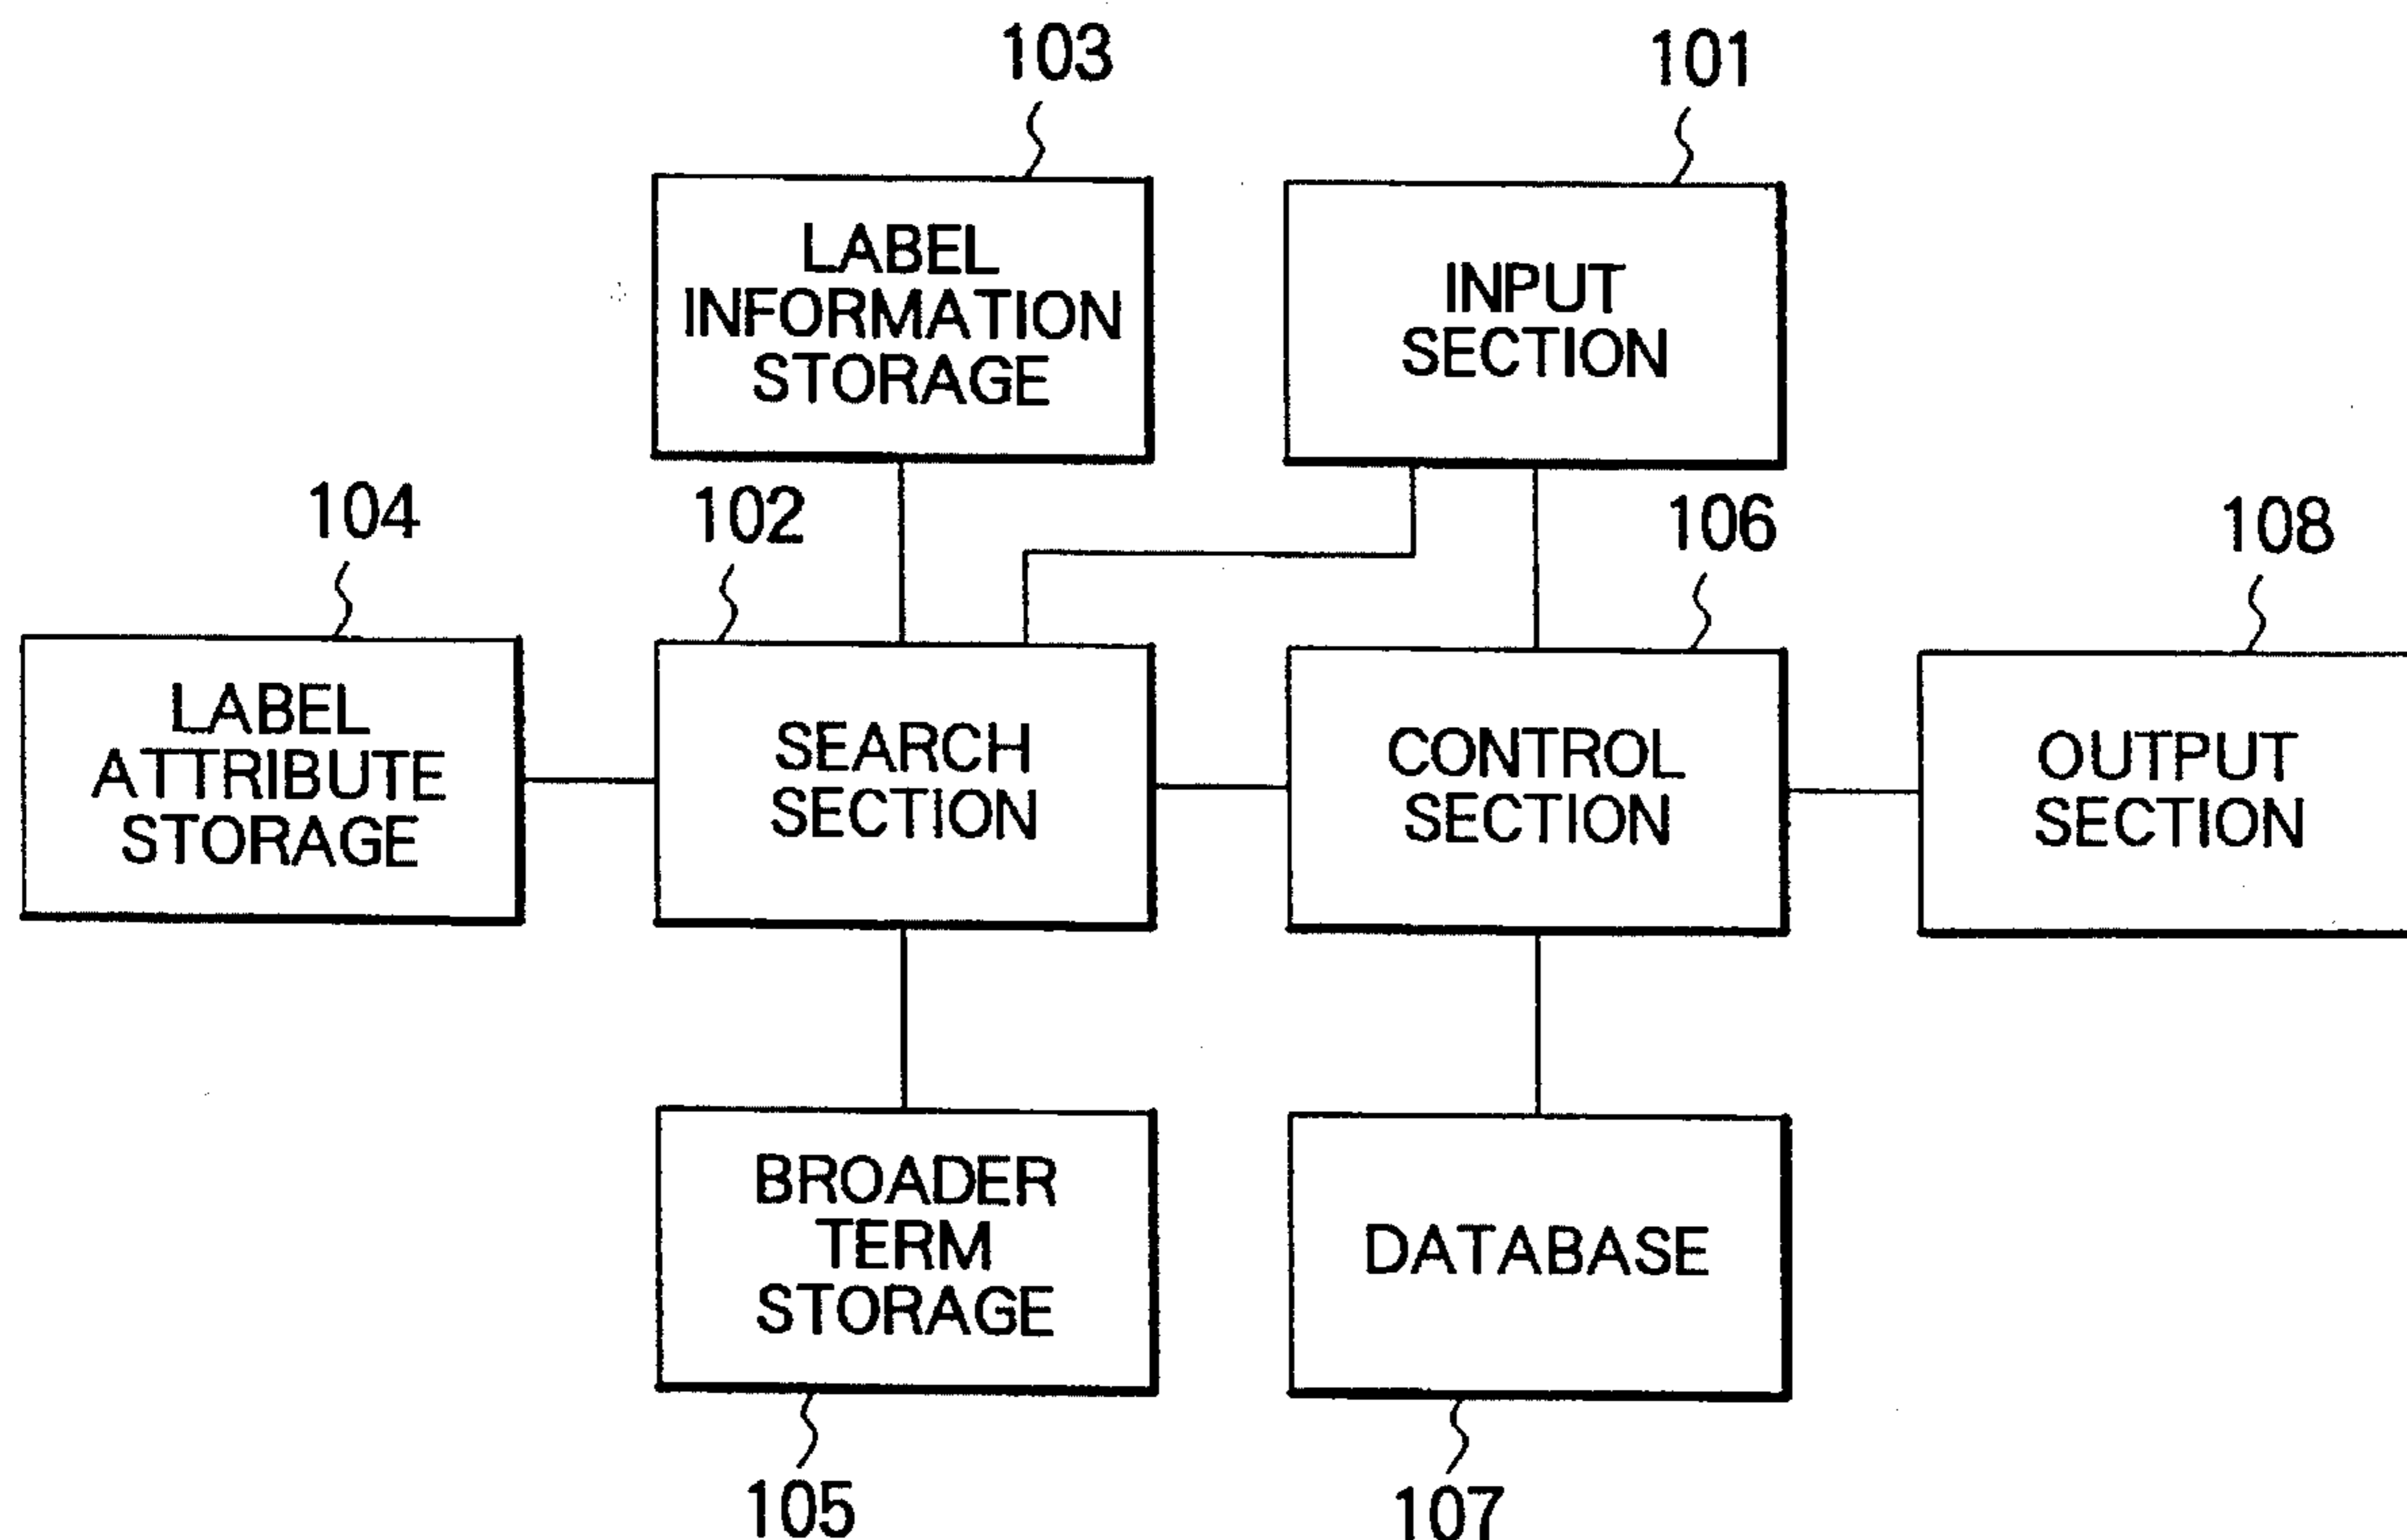 103
101
LABEL
INFORMATION
STORAGE
INPUT
SECTION
104
102
106
108
LABEL
ATTRIBUTE
STORAGE
SEARCH
SECTION
CONTROL
SECTION
OUTPUT
SECTION
BROADER
TERM
STORAGE
DATABASE
105
107